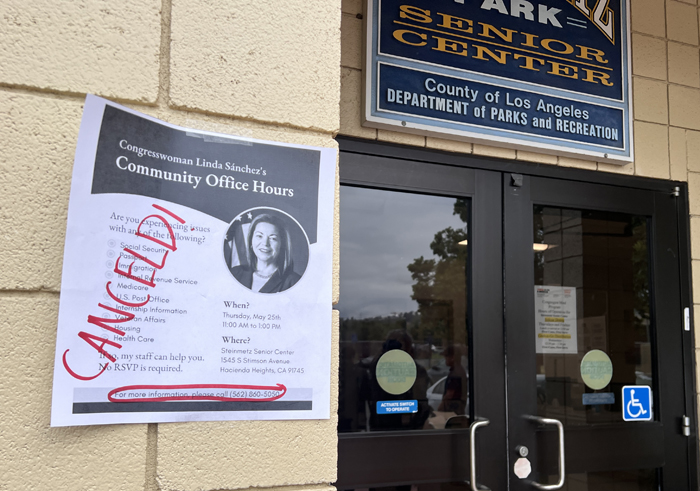 PARK
SENIOR
CENTER
County of Los Angeles
DEPARTMENT of PARKS and RECREATION
Congresswoman Linda Sánchez's
Community Office Hours
Are you experiencing issues
with any of the following?
Social Security
Passport
Immigration
Internal Revenue Service
Medicare
U.S. Post Office
Internship Information
Veteran Affairs
Housing
Health Care
If so, my staff can help you.
No RSVP is required.
CANCELD!
When?
Thursday, May 25th
11:00 AM to 1:00 PM
Where?
Steinmetz Senior Center
1545 S Stimson Avenue
Hacienda Heights, CA 91745
For more information, please call (562) 860-5050
ACTIVATE SWITCH
TO OPERATE